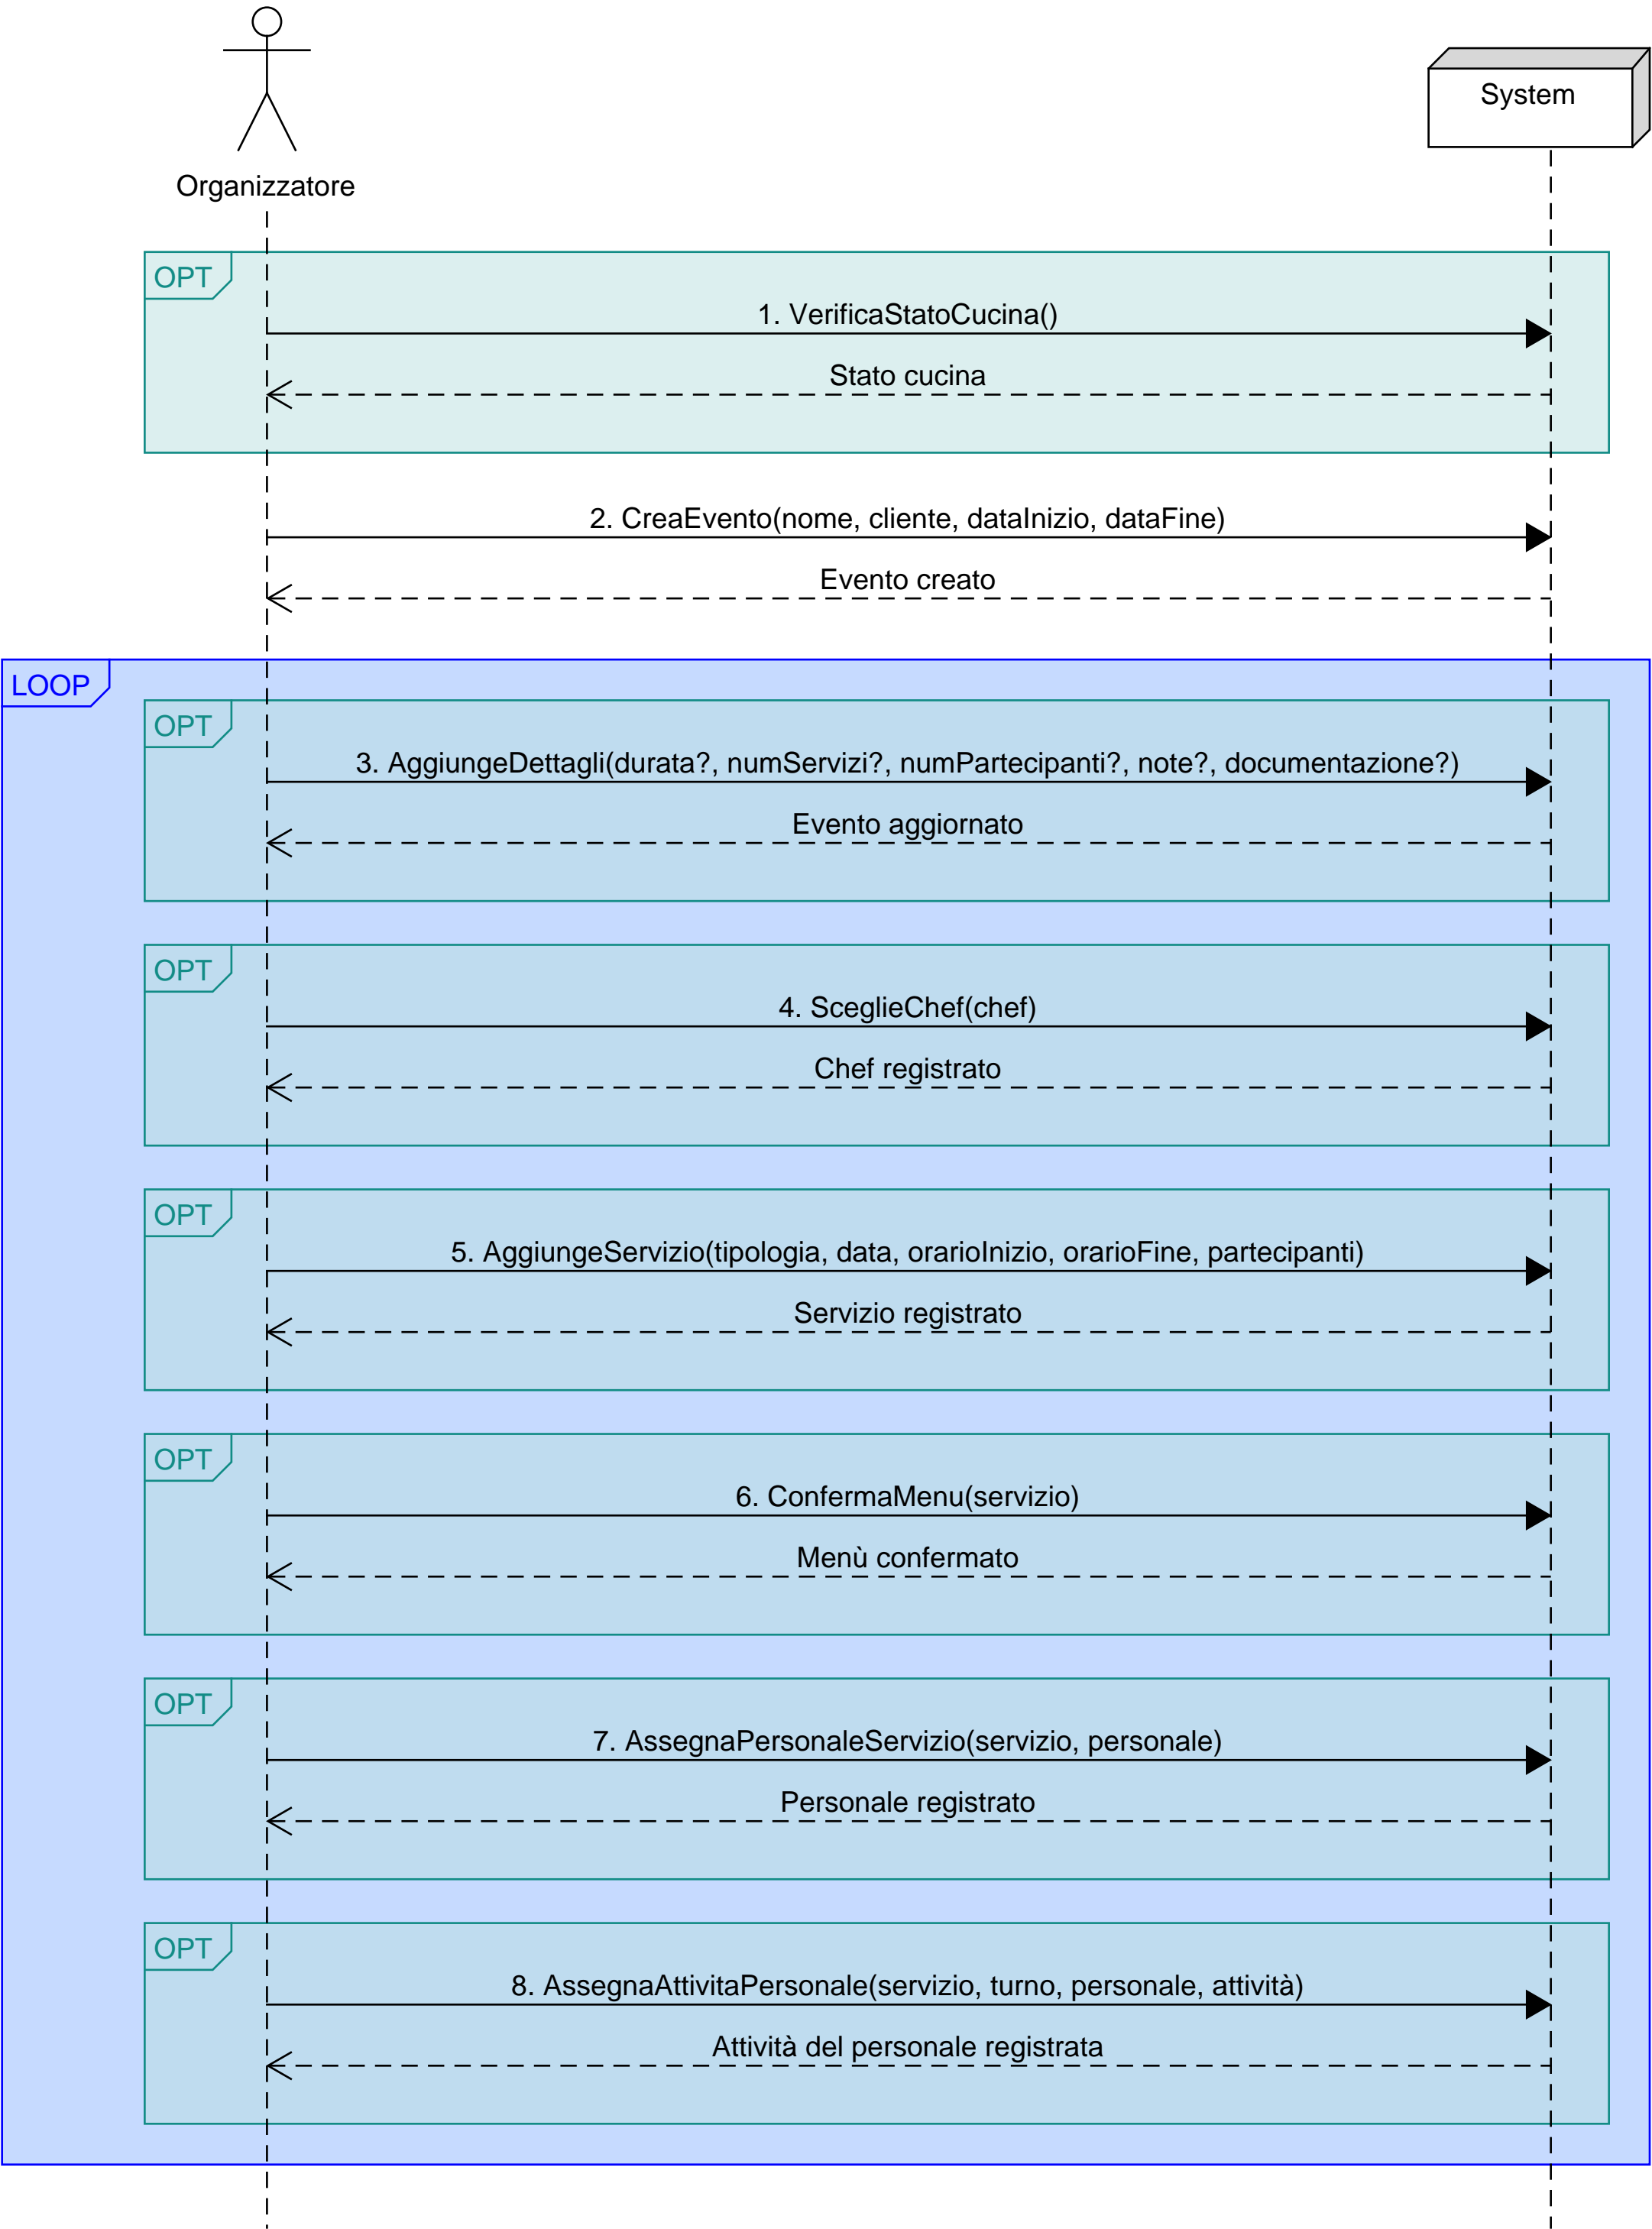 System
Organizzatore
OPT
1. VerificaStatoCucina()
Stato cucina
2. CreaEvento(nome, cliente, dataInizio, dataFine)
Evento creato
LOOP
OPT
3. AggiungeDettagli(durata?, numServizi?, numPartecipanti?, note?, documentazione?)
Evento aggiornato
OPT
4. SceglieChef(chef)
Chef registrato
OPT
5. AggiungeServizio(tipologia, data, orarioInizio, orarioFine, partecipanti)
Servizio registrato
OPT
6. ConfermaMenu(servizio)
Menù confermato
OPT
7. AssegnaPersonaleServizio(servizio, personale)
Personale registrato
OPT
8. AssegnaAttivitaPersonale(servizio, turno, personale, attività)
Attività del personale registrata